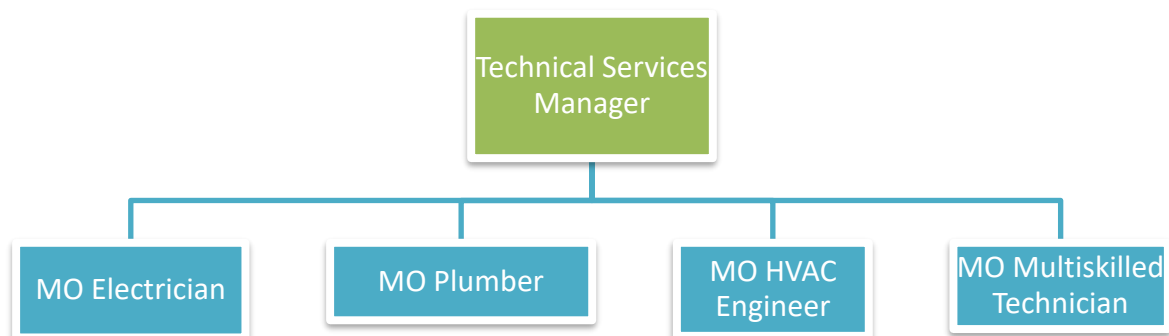 Technical Services
Manager
MO Electrician
MO Plumber
MO HVAC
Engineer
MO Multiskilled
Technician